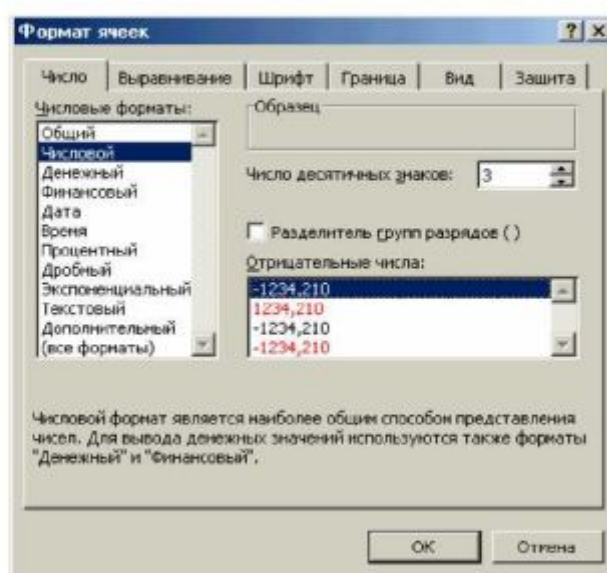 Формат ячеек
Число Выравнивание Шрифт Граница Вид Защита
Числовые форматы:
Общий
Числовой
Денежный
Финансовый
Дата
Время
Процентный
Дробный
Экспоненциальный
Текстовый
Дополнительный
(все форматы)
Образец
Число десятичных знаков: 3
Разделитель групп разрядов ( )
Отрицательные числа:
-1234,210
1234,210
-1234,210
-1234,210
Числовой формат является наиболее общим способом представления
чисел. Для вывода денежных значений используются также форматы
"Денежный" и "Финансовый".
ОК Отмена